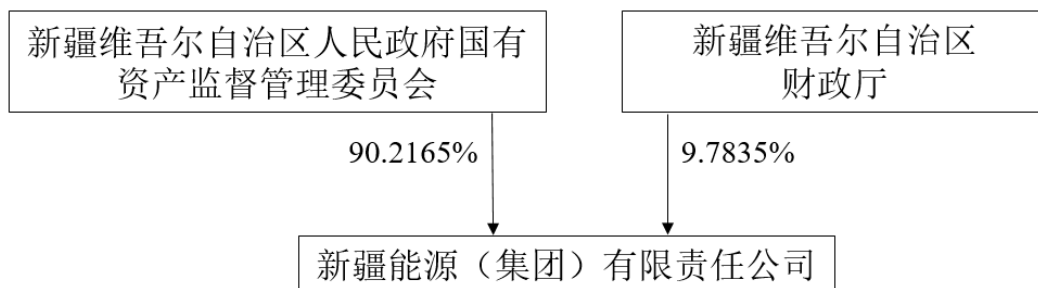 新疆维吾尔自治区人民政府国有
资产监督管理委员会
新疆维吾尔自治区
财政厅
90.2165%
9.7835%
新疆能源（集团）有限责任公司